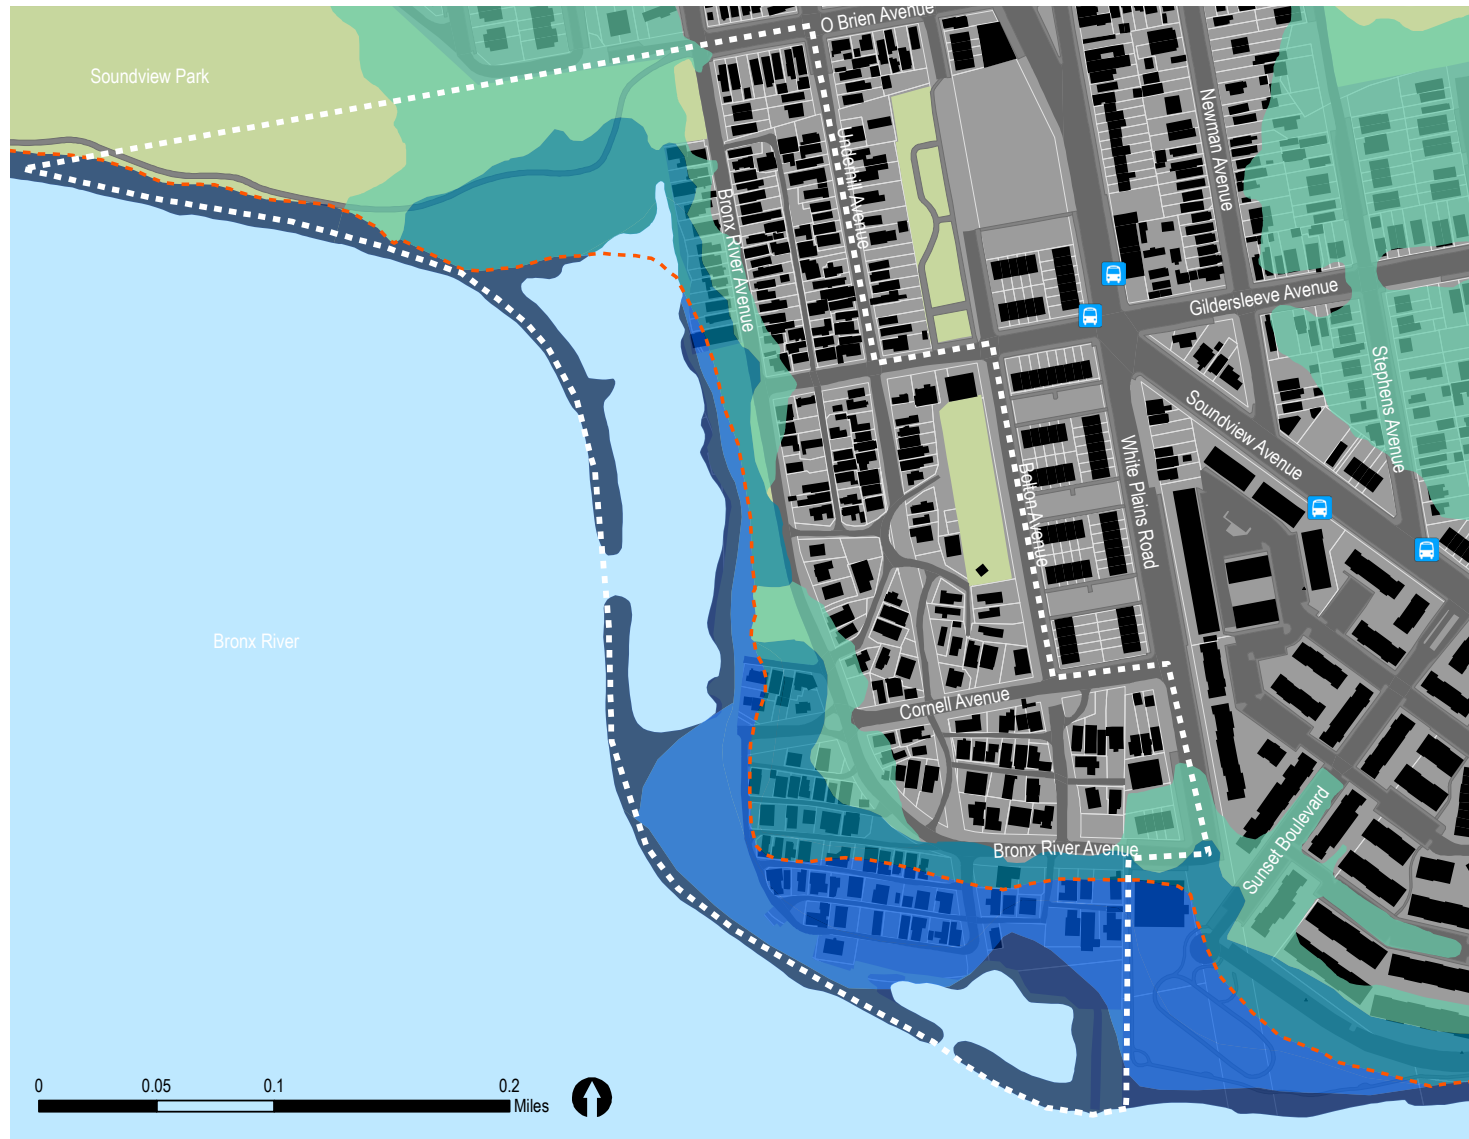 O Brien Avenue
Soundview Park
Newman Avenue
Underhill Avenue
Bronx River Avenue
Gildersleeve Avenue
Stephens Avenue
Soundview Avenue
White Plains Road
Bolton Avenue
Bronx River
Cornell Avenue
Sunset Boulevard
Bronx River Avenue
0 0.05 0.1 0.2
Miles